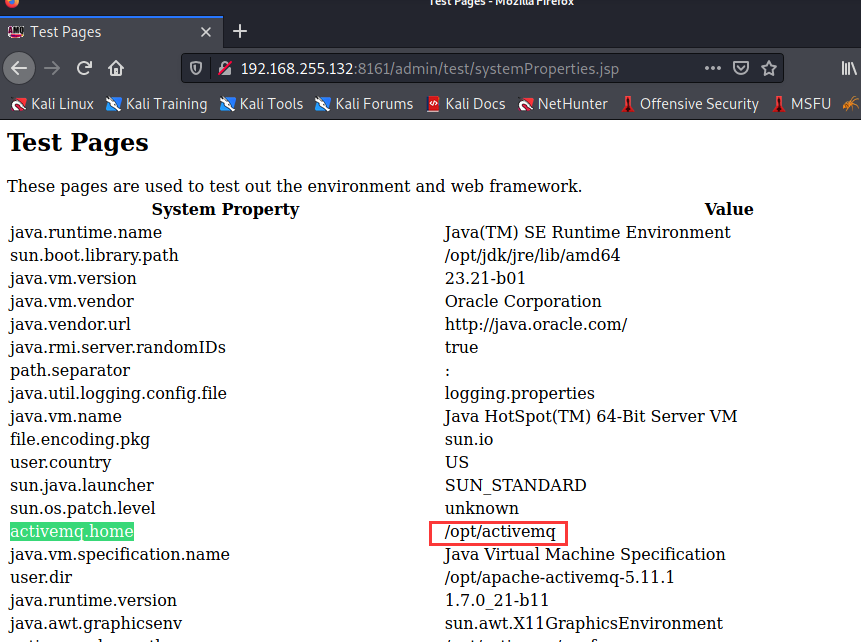 Test Pages - Mozilla Firefox
Test Pages
192.168.255.132:8161/admin/test/systemProperties.jsp
Kali Linux Kali Training Kali Tools Kali Forums Kali Docs NetHunter Offensive Security MSFU
Test Pages
These pages are used to test out the environment and web framework.
System Property Value
java.runtime.name Java(TM) SE Runtime Environment
sun.boot.library.path /opt/jdk/jre/lib/amd64
java.vm.version 23.21-b01
java.vm.vendor Oracle Corporation
java.vendor.url http://java.oracle.com/
java.rmi.server.randomIDs true
path.separator :
java.util.logging.config.file logging.properties
java.vm.name Java HotSpot(TM) 64-Bit Server VM
file.encoding.pkg sun.io
user.country US
sun.java.launcher SUN_STANDARD
sun.os.patch.level unknown
activemq.home /opt/activemq
java.vm.specification.name Java Virtual Machine Specification
user.dir /opt/apache-activemq-5.11.1
java.runtime.version 1.7.0_21-b11
java.awt.graphicsenv sun.awt.X11GraphicsEnvironment